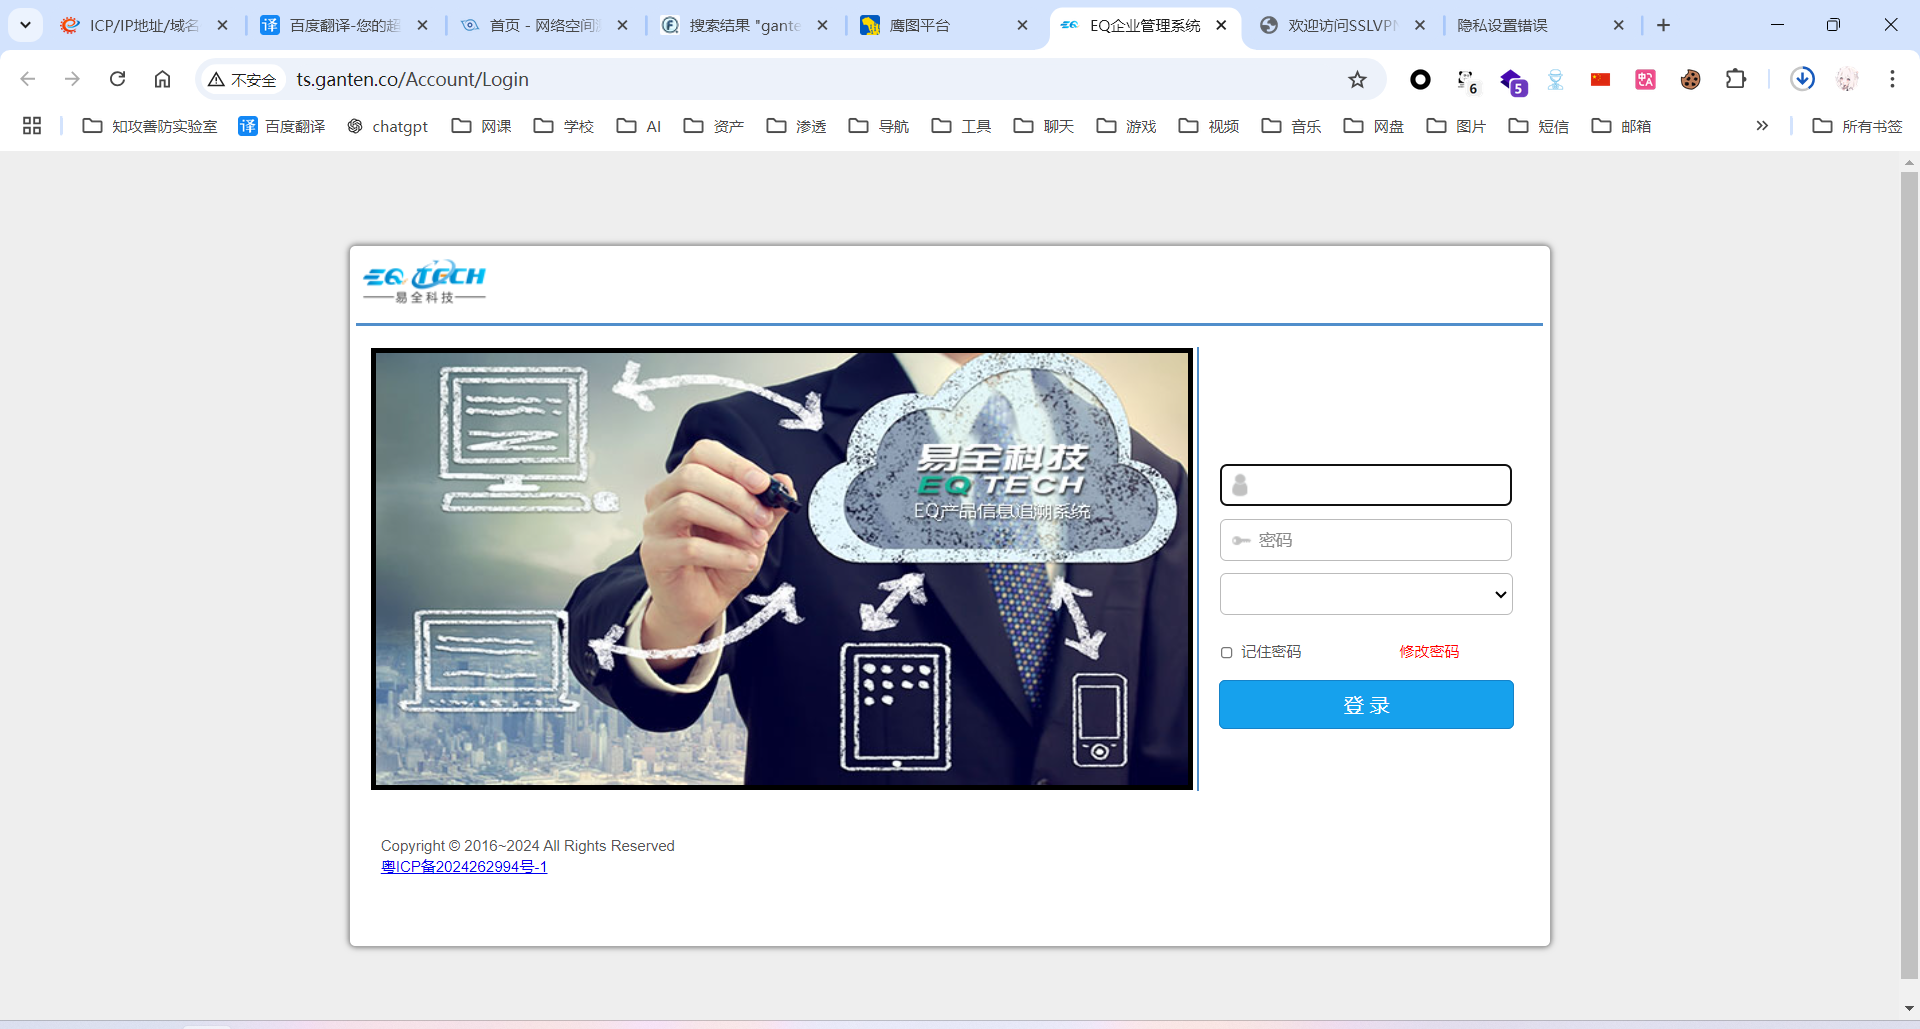 ICP/IP地址/域名
百度翻译-您的超
首页 - 网络空间测
搜索结果 "gante
鹰图平台
EQ企业管理系统
欢迎访问SSLVPN
隐私设置错误
不安全
ts.ganten.co/Account/Login
6
5
知攻善防实验室
译
百度翻译
chatgpt
网课
学校
AI
资产
渗透
导航
工具
聊天
游戏
视频
音乐
网盘
图片
短信
邮箱
所有书签
EQ TECH
易全科技
易全科技
EQ TECH
EQ产品信息追溯系统
密码
记住密码
修改密码
登 录
Copyright © 2016~2024 All Rights Reserved
粤ICP备2024262994号-1